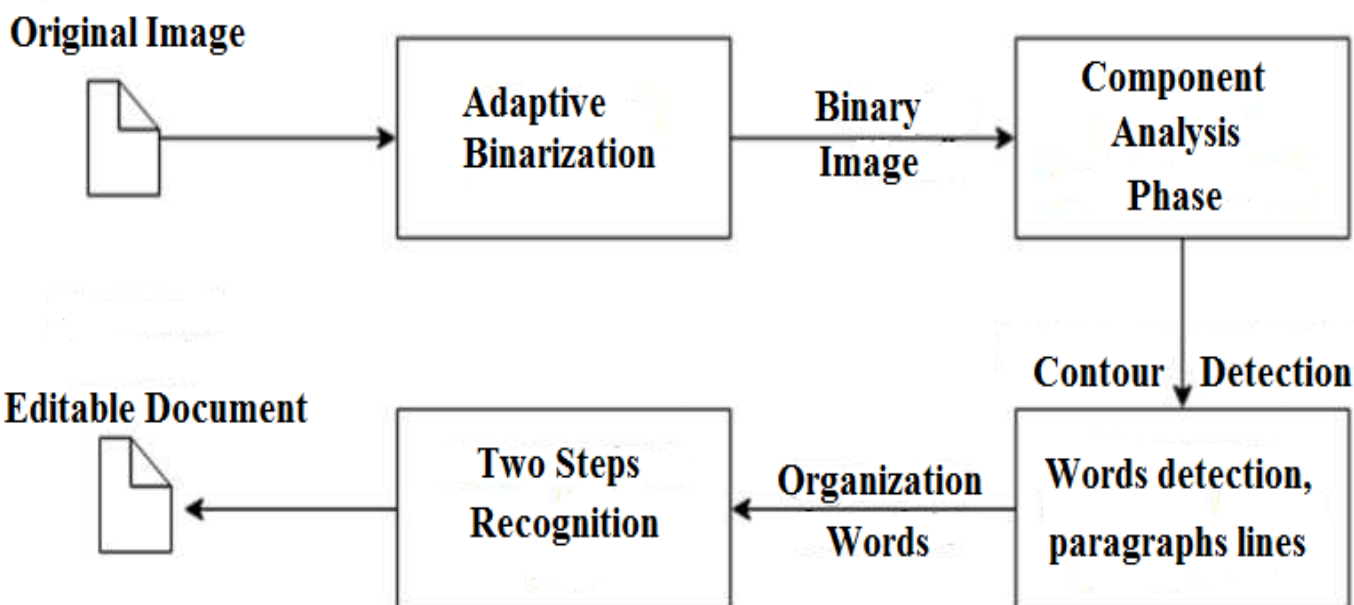 Original Image
Adaptive
Binarization
Binary
Image
Component
Analysis
Phase
Contour Detection
Words detection,
paragraphs lines
Organization
Words
Two Steps
Recognition
Editable Document